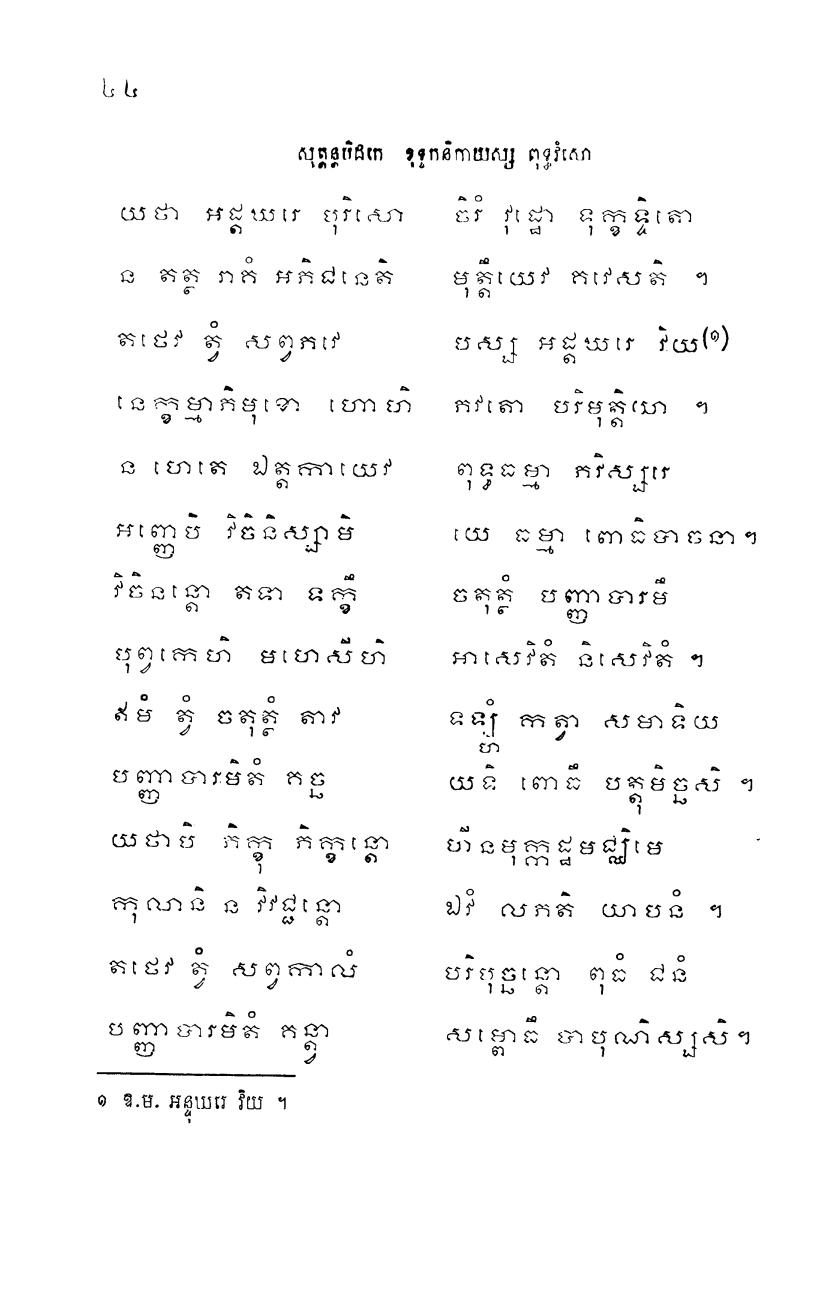 ៤៤
សុត្តន្តបិដកេ ខុទ្ទកនិកាយស្ស ពុទ្ធវំសោ
យថា អដ្ដឃរេ បុរិសោ ចិរំ វុដ្ឋោ ទុក្ខទ្ទិតោ
ន តត្ថ រាគំ អភិជនេតិ មុត្តឹយេវ គវេសតិ ។
តថេវ ត្វំ សព្វភវេ បស្ស អដ្ដឃរេ វិយ(១)
នេក្ខម្មាភិមុខោ ហោហិ ភវតោ បរិមុត្តិយោ ។
ន ហេតេ ឯត្តកាយេវ ពុទ្ធធម្មា ភវិស្សរេ
អញ្ញេបិ វិចិនិស្សាមិ យេ ធម្មា ពោធិបាចនា។
វិចិនន្តោ តទា ទក្ខឹ ចតុត្ថំ បញ្ញាបារមឹ
បុព្វកេហិ មហេសីហិ អាសេវិតំ និសេវិតំ ។
ឥមំ ត្វំ ចតុត្ថំ តាវ ទឡ្ហំ កត្វា សមាទិយ
បញ្ញាបារមិតំ គច្ឆ យទិ ពោធឹ បត្តុមិច្ឆសិ ។
យថាបិ ភិក្ខុ ភិក្ខន្តោ ហីនមុក្កដ្ឋមជ្ឈិមេ
កុលានិ ន វិវជ្ជន្តោ ឯវំ លភតិ យាបនំ ។
តថេវ ត្វំ សព្វកាលំ បរិបុច្ឆន្តោ ពុធំ ជនំ
បញ្ញាបារមិតំ គន្ត្វា សម្ពោធឹ បាបុណិស្សសិ។
១ ឱ.ម. អន្ទុឃរេ វិយ ។